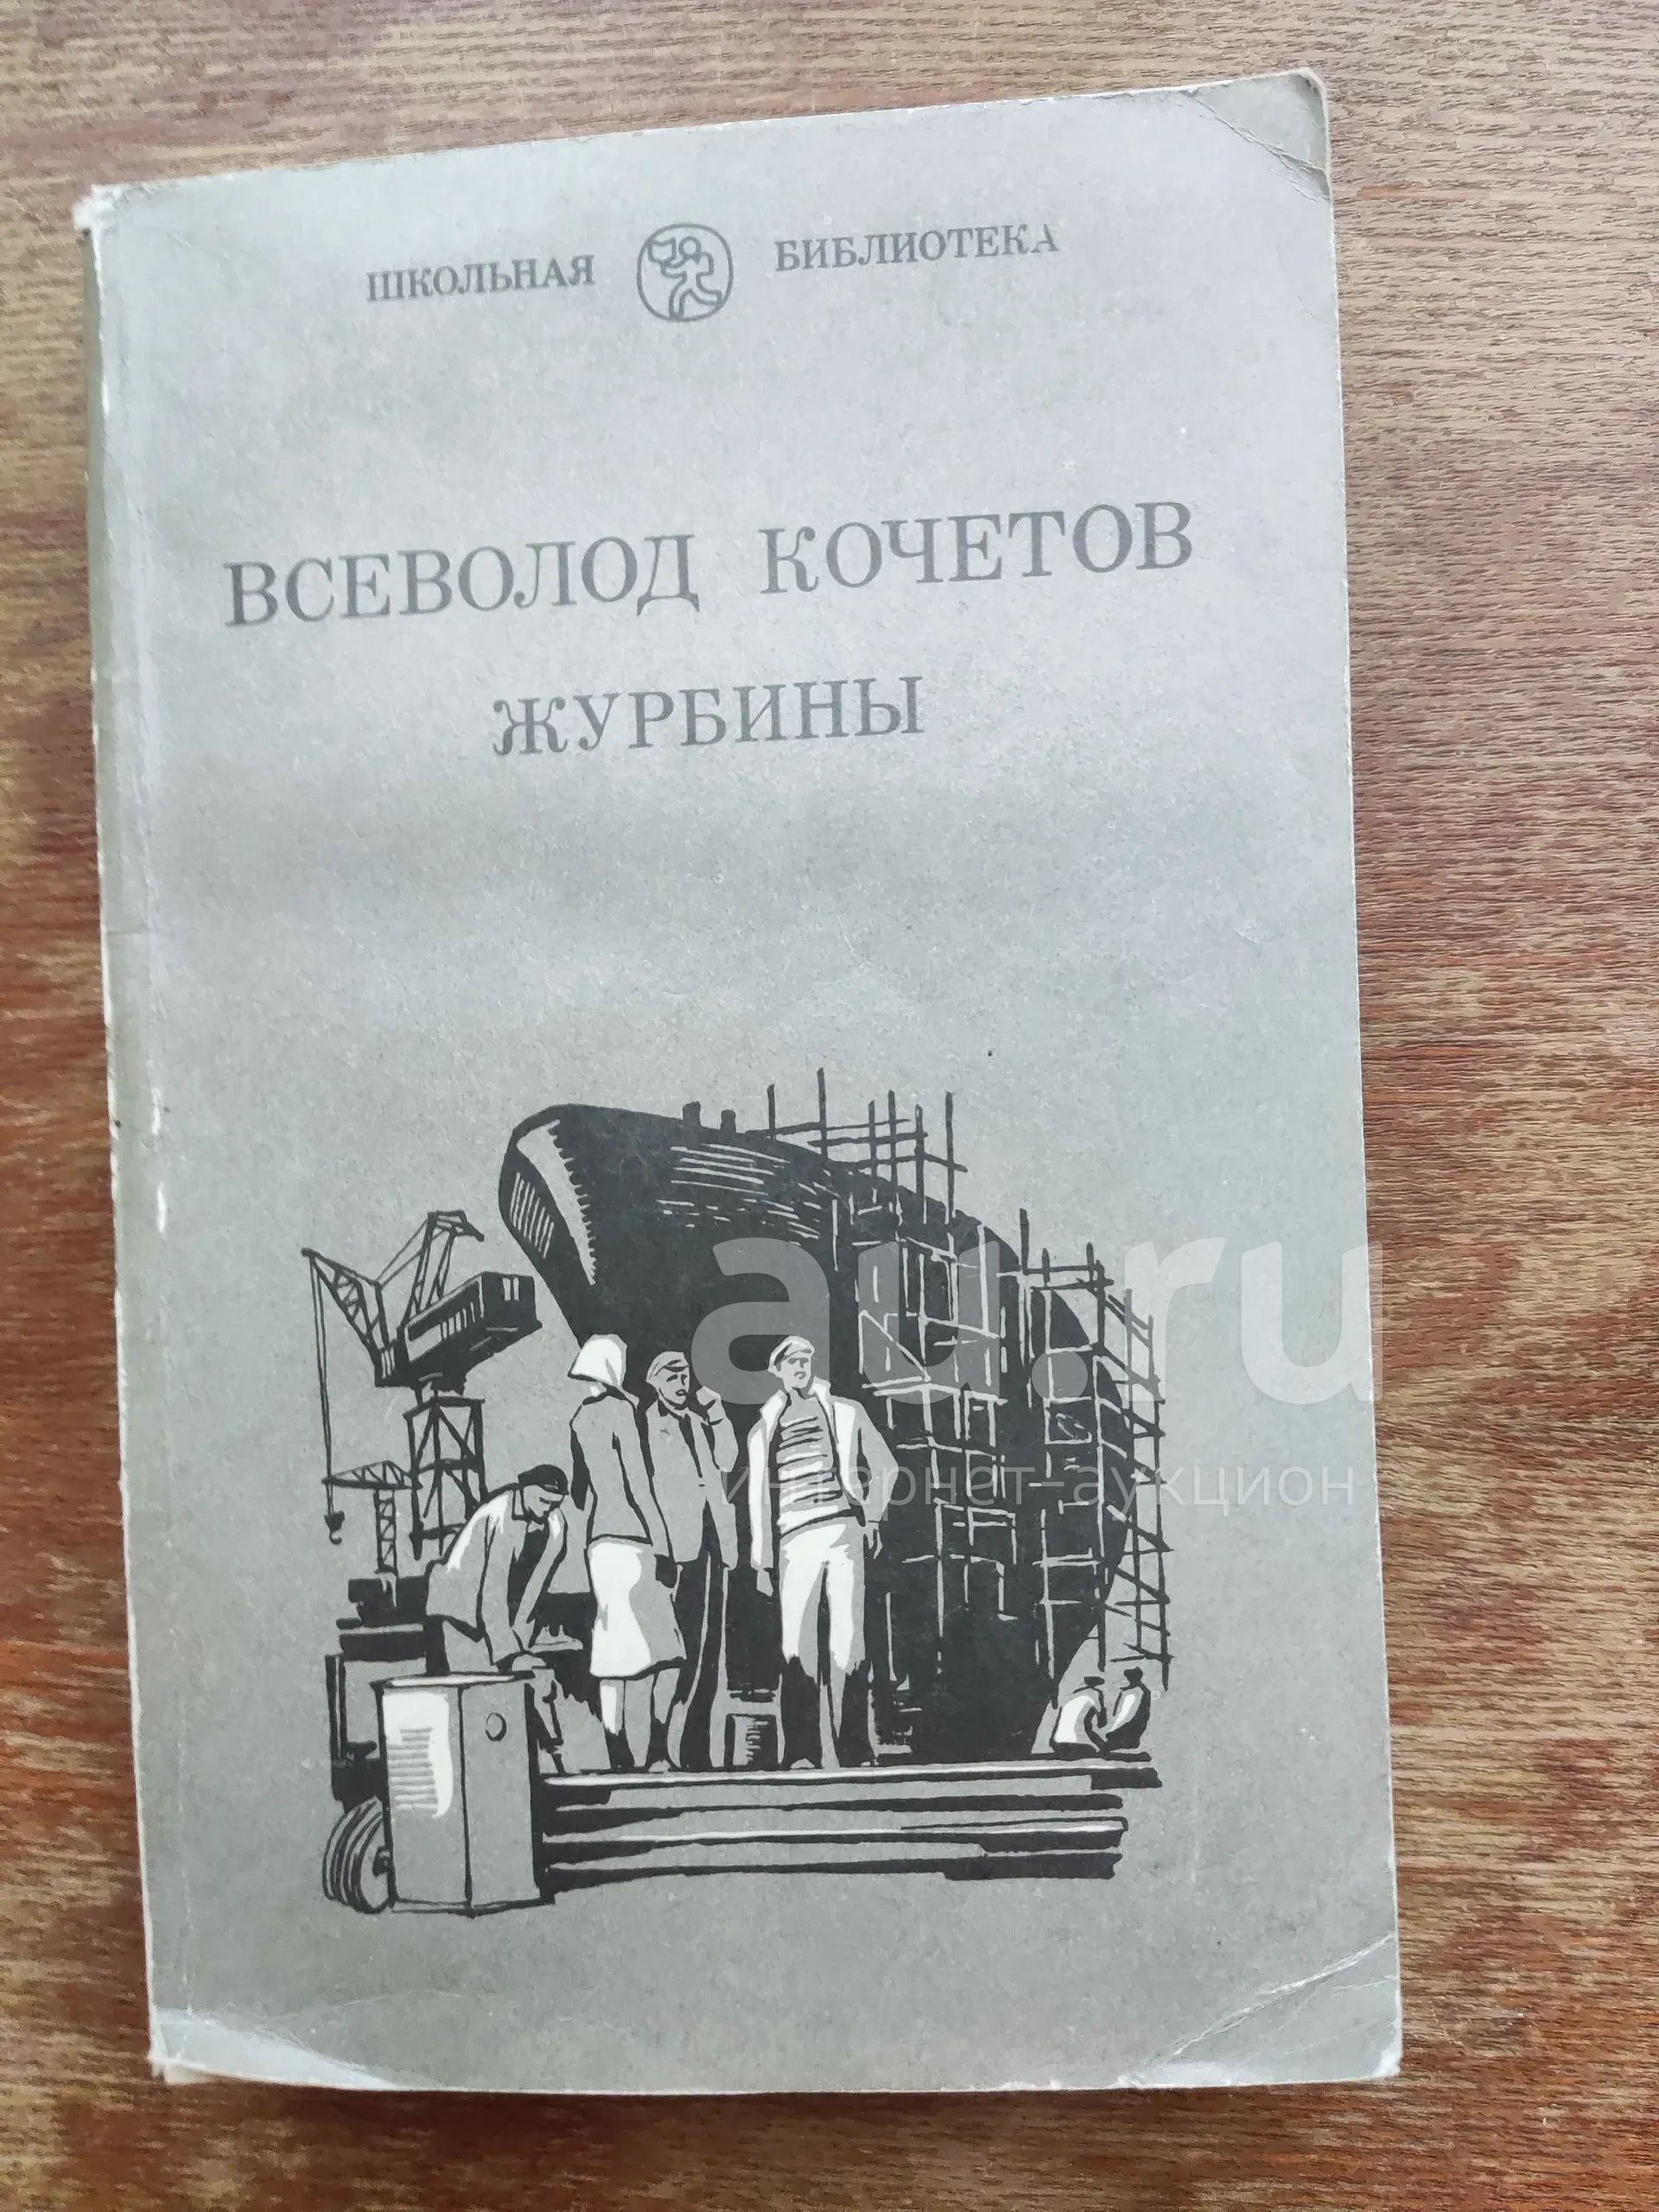 ШКОЛЬНАЯ БИБЛИОТЕКА
ВСЕВОЛОД КОЧЕТОВ
ЖУРБИНЫ
au.ru
интернет-аукцион